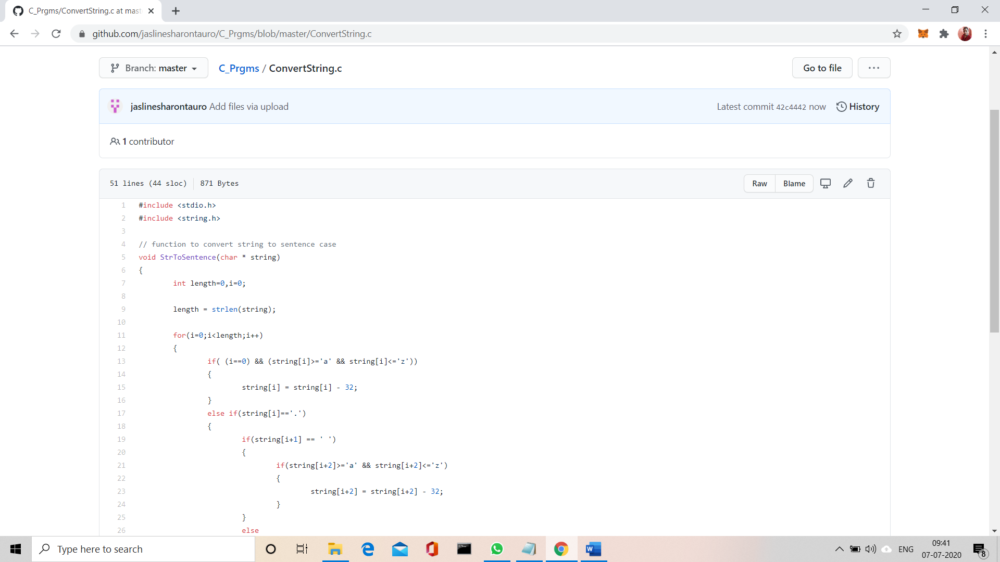 C_Prgms/ConvertString.c at mast
github.com/jaslinesharontauro/C_Prgms/blob/master/ConvertString.c
Branch: master
C_Prgms / ConvertString.c
Go to file
...
jaslinesharontauro Add files via upload
Latest commit 42c4442 now
History
1 contributor
51 lines (44 sloc)
871 Bytes
Raw
Blame
1 #include <stdio.h>
2 #include <string.h>
3
4 // function to convert string to sentence case
5 void StrToSentence(char * string)
6 {
7 int length=0,i=0;
8
9 length = strlen(string);
10
11 for(i=0;i<length;i++)
12 {
13 if( (i==0) && (string[i]>='a' && string[i]<='z'))
14 {
15 string[i] = string[i] - 32;
16 }
17 else if(string[i]=='.')
18 {
19 if(string[i+1] == ' ')
20 {
21 if(string[i+2]>='a' && string[i+2]<='z')
22 {
23 string[i+2] = string[i+2] - 32;
24 }
25 }
26 else
Type here to search
ENG
09:41
07-07-2020
8